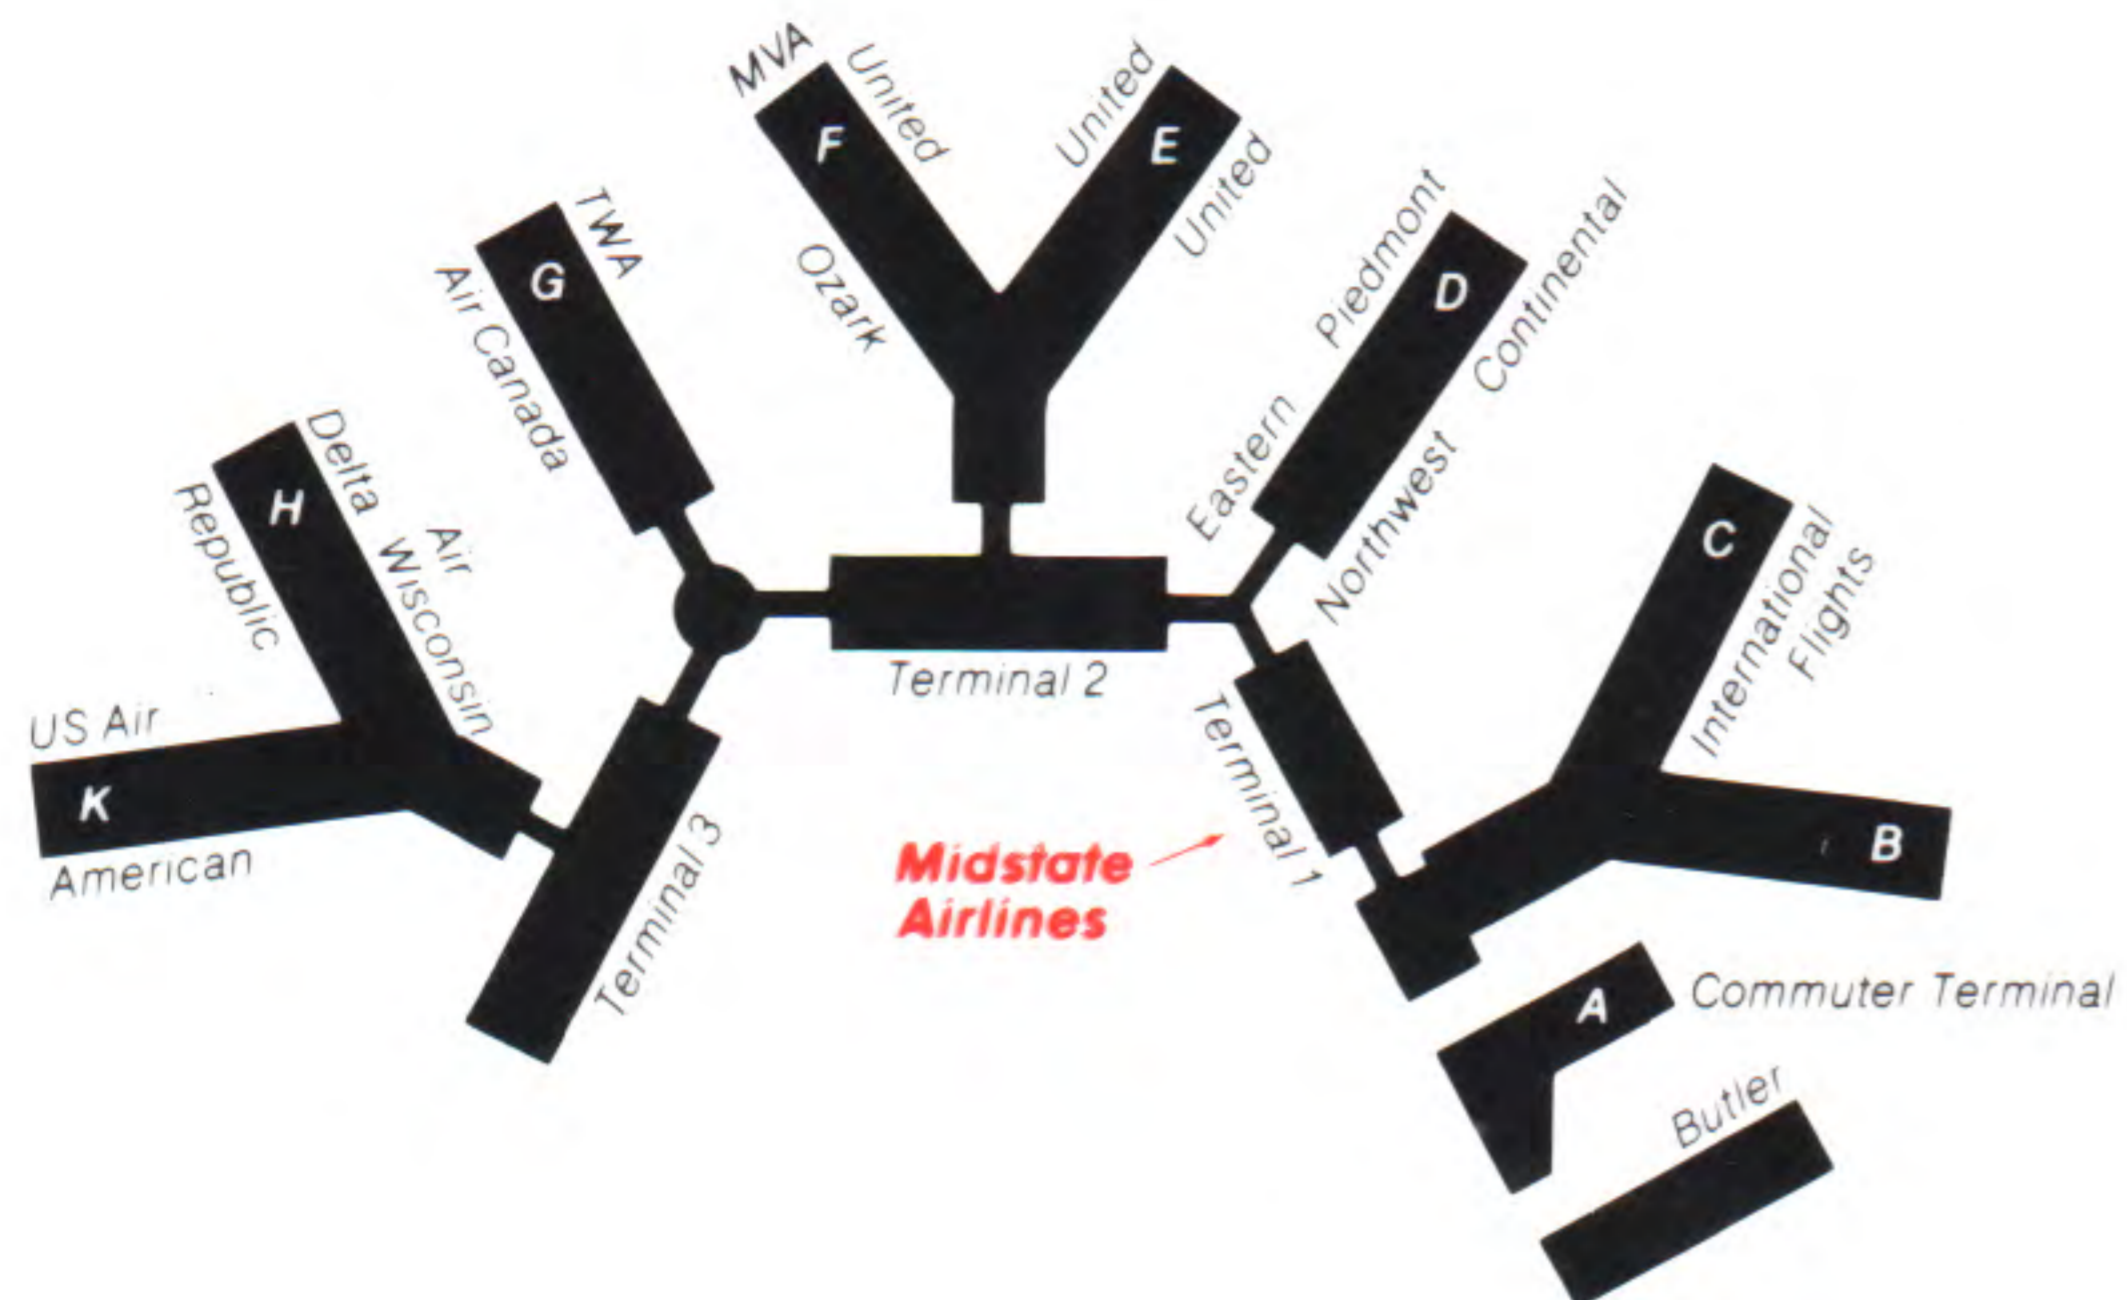 MVA
United
F
United
E
United
Ozark
TWA
G
Air Canada
Piedmont
D
Continental
Eastern
Northwest
Delta
H
Air
Wisconsin
Republic
C
International
Flights
US Air
K
American
Terminal 2
Terminal 1
Terminal 3
Midstate
Airlines
B
A
Commuter Terminal
Butler